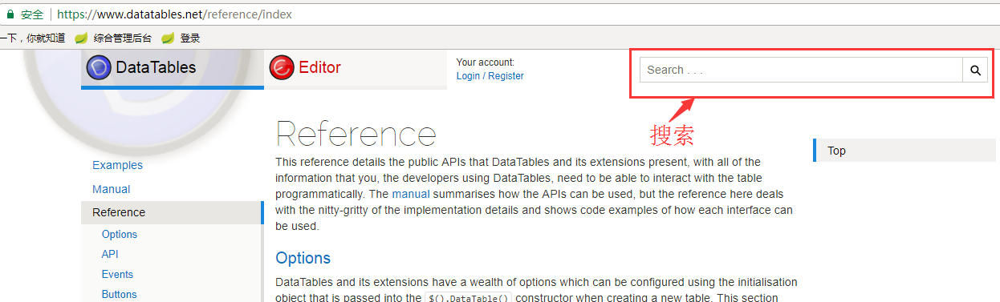 安全 https://www.datatables.net/reference/index
一下，你就知道 综合管理后台 登录
DataTables
Editor
Your account:
Login / Register
Search . . .
搜索
Reference
This reference details the public APIs that DataTables and its extensions present, with all of the
information that you, the developers using DataTables, need to be able to interact with the table
programmatically. The manual summarises how the APIs can be used, but the reference here deals
with the nitty-gritty of the implementation details and shows code examples of how each interface can
be used.
Top
Examples
Manual
Reference
Options
API
Events
Buttons
Options
DataTables and its extensions have a wealth of options which can be configured using the initialisation
object that is passed into the $().DataTable() constructor when creating a new table. This section